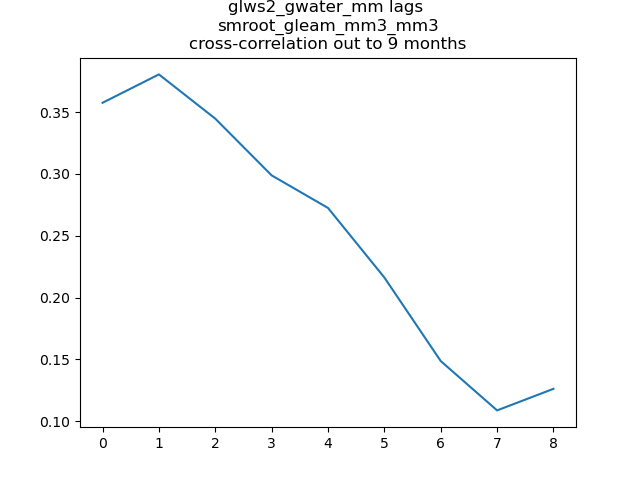 glws2_gwater_mm lags
smroot_gleam_mm3_mm3
cross-correlation out to 9 months
0.35
0.30
0.25
0.20
0.15
0.10
0 1 2 3 4 5 6 7 8